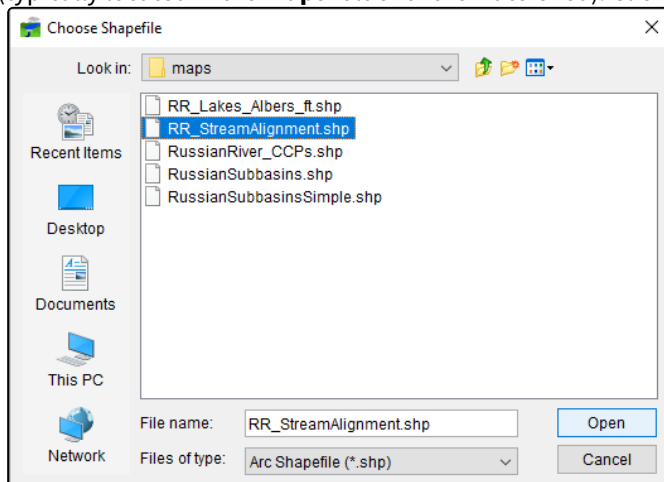 Choose Shapefile
Look in:
maps
RR_Lakes_Albers_ft.shp
RR_StreamAlignment.shp
RussianRiver_CCPs.shp
RussianSubbasins.shp
RussianSubbasinsSimple.shp
Recent Items
Desktop
Documents
This PC
Network
File name:
RR_StreamAlignment.shp
Open
Files of type:
Arc Shapefile (*.shp)
Cancel